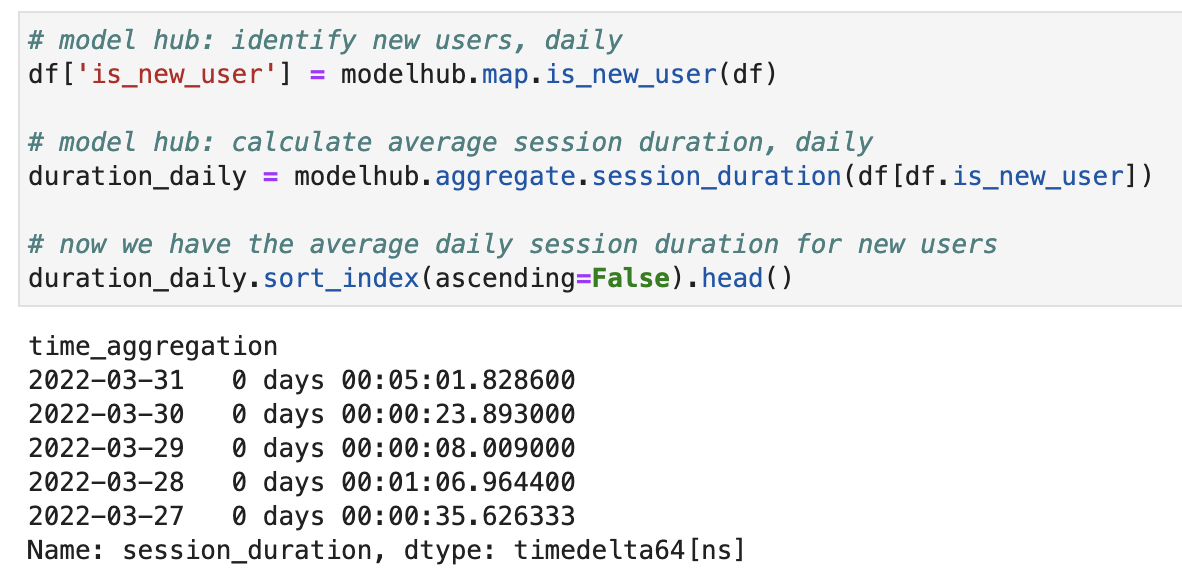 # model hub: identify new users, daily
df['is_new_user'] = modelhub.map.is_new_user(df)
# model hub: calculate average session duration, daily
duration_daily = modelhub.aggregate.session_duration(df[df.is_new_user])
# now we have the average daily session duration for new users
duration_daily.sort_index(ascending=False).head()
time_aggregation
2022-03-31   0 days 00:05:01.828600
2022-03-30   0 days 00:00:23.893000
2022-03-29   0 days 00:00:08.009000
2022-03-28   0 days 00:01:06.964400
2022-03-27   0 days 00:00:35.626333
Name: session_duration, dtype: timedelta64[ns]